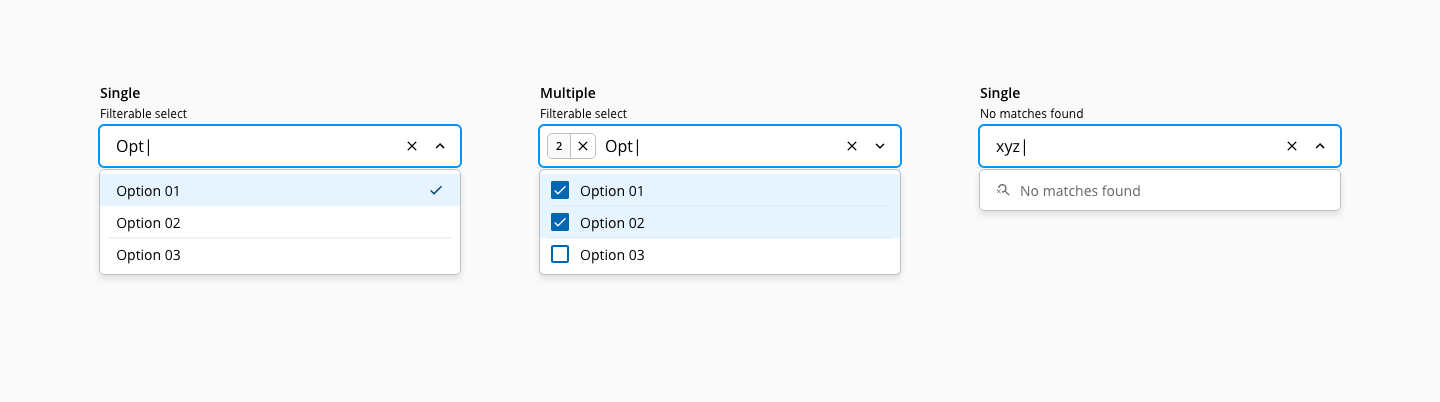 Single
Filterable select
Opt|
Option 01
Option 02
Option 03
Multiple
Filterable select
2 Opt|
Option 01
Option 02
Option 03
Single
No matches found
xyz|
No matches found